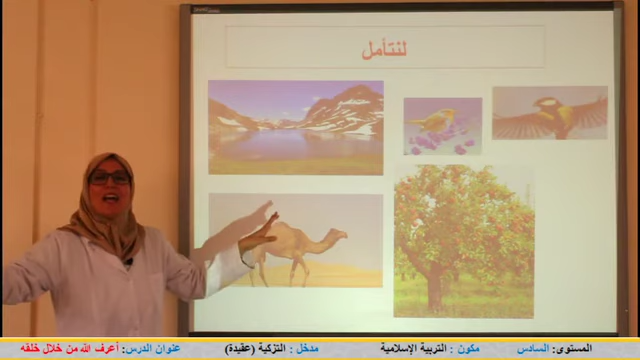 لنتأمل
المستوى: السادس مكون : التربية الإسلامية مدخل : التزكية (عقيدة) عنوان الدرس: أعرف الله من خلال خلقه